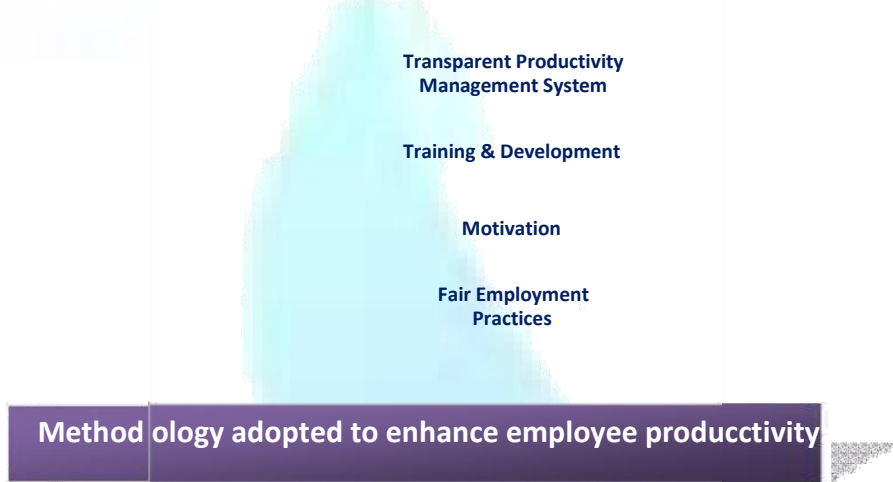 Transparent Productivity
Management System
Training & Development
Motivation
Fair Employment
Practices
Method ology adopted to enhance employee producctivity